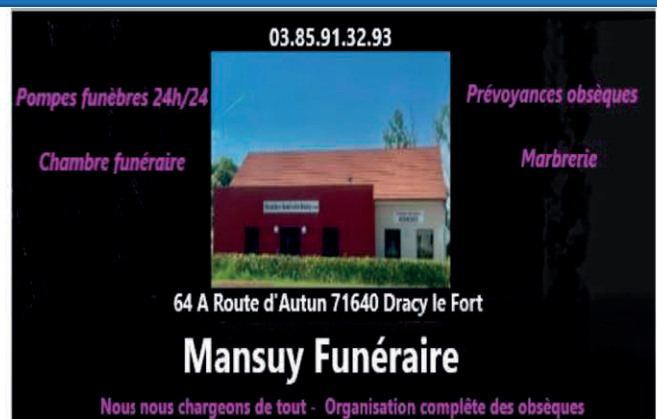 03.85.91.32.93
Pompes funèbres 24h/24
Prévoyances obsèques
Chambre funéraire
Marbrerie
64 A Route d'Autun 71640 Dracy le Fort
Mansuy Funéraire
Nous nous chargeons de tout - Organisation complète des obsèques